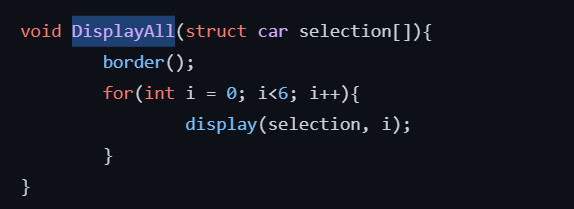 void DisplayAll(struct car selection[]){
border();
for(int i = 0; i<6; i++){
display(selection, i);
}
}